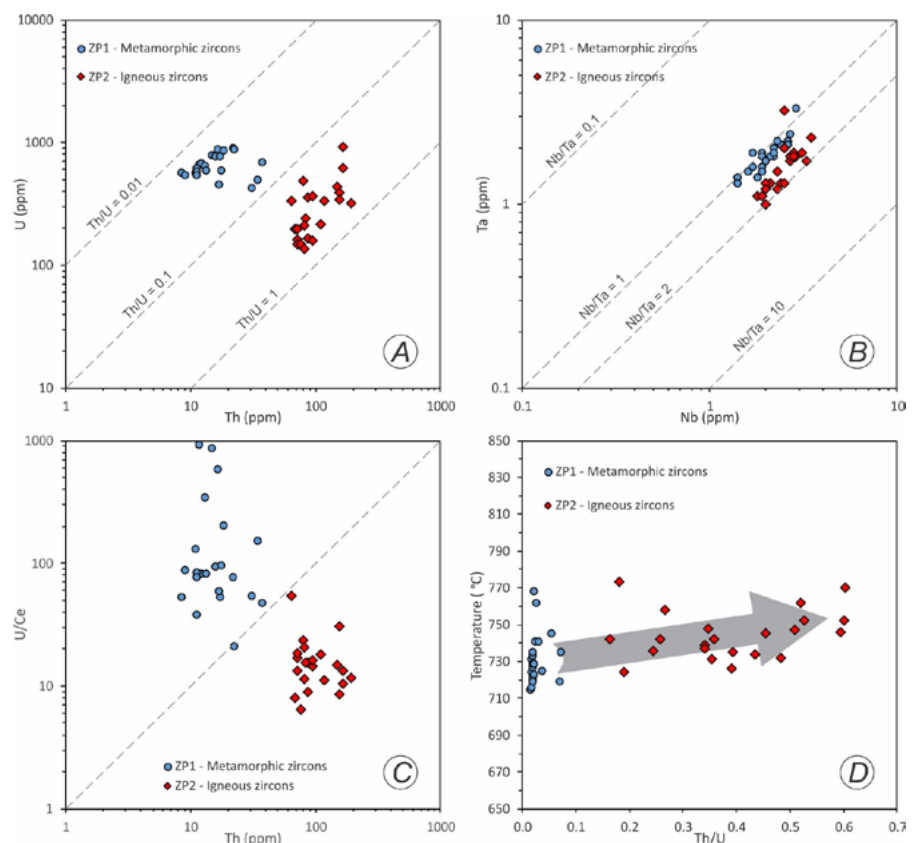 10000
ZP1 - Metamorphic zircons
ZP2 - Igneous zircons
1000
Th/U = 0.01
U (ppm)
100
Th/U = 0.1
Th/U = 1
A
10
1
10
100
1000
Th (ppm)
10
ZP1 - Metamorphic zircons
ZP2 - Igneous zircons
Nb/Ta = 0.1
Ta (ppm)
1
Nb/Ta = 1
Nb/Ta = 2
Nb/Ta = 10
B
0.1
0.1
1
10
Nb (ppm)
1000
100
U/Ce
10
ZP1 - Metamorphic zircons
ZP2 - Igneous zircons
C
1
1
10
100
1000
Th (ppm)
850
830
810
790
770
750
730
710
690
670
650
ZP1 - Metamorphic zircons
ZP2 - Igneous zircons
Temperature ( °C)
D
0.0
0.1
0.2
0.3
0.4
0.5
0.6
0.7
Th/U